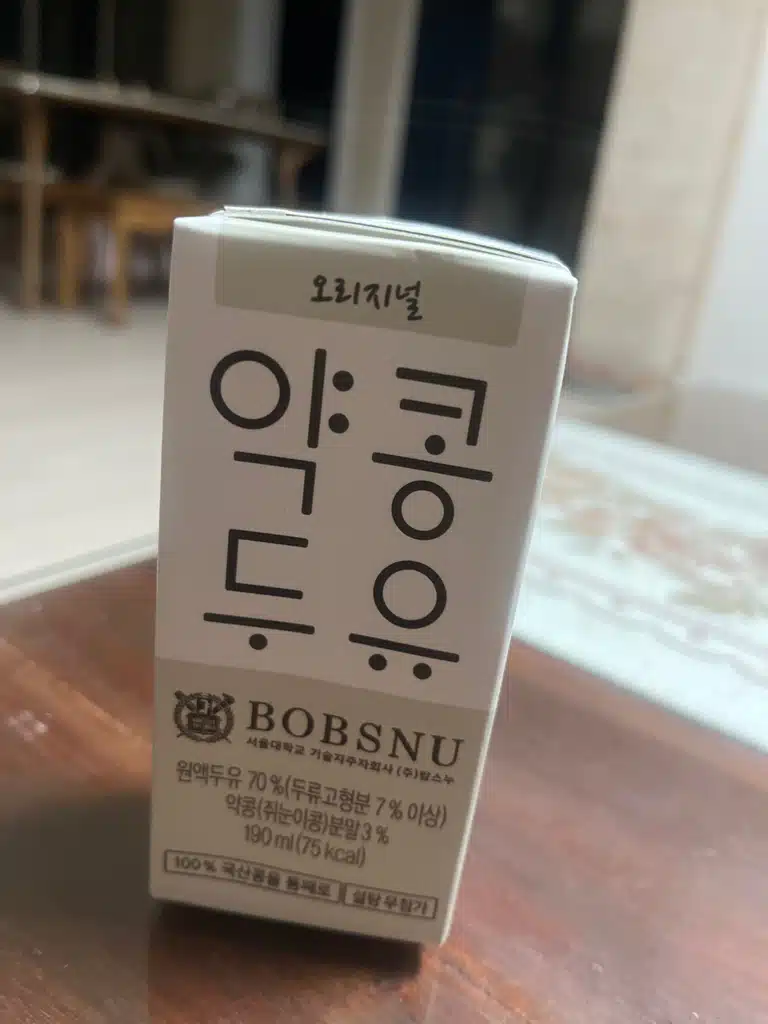 오리지널
약콩
두유
BOBSNU
서울대학교 기술지주자회사 (주)밥스누
원액두유 70 % (두류고형분 7 % 이상)
약콩(쥐눈이콩)분말 3 %
190 ml (75 kcal)
100 % 국산콩을 통째로 설탕 무첨가